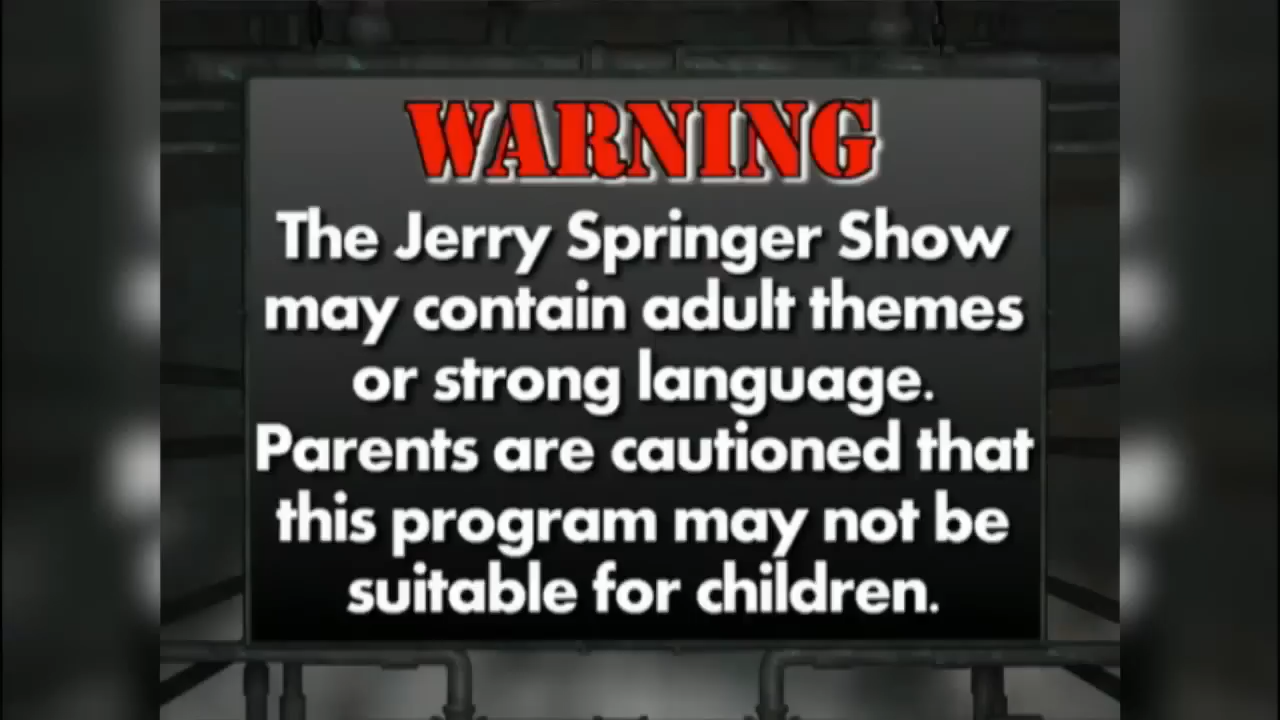 WARNING
The Jerry Springer Show
may contain adult themes
or strong language.
Parents are cautioned that
this program may not be
suitable for children.